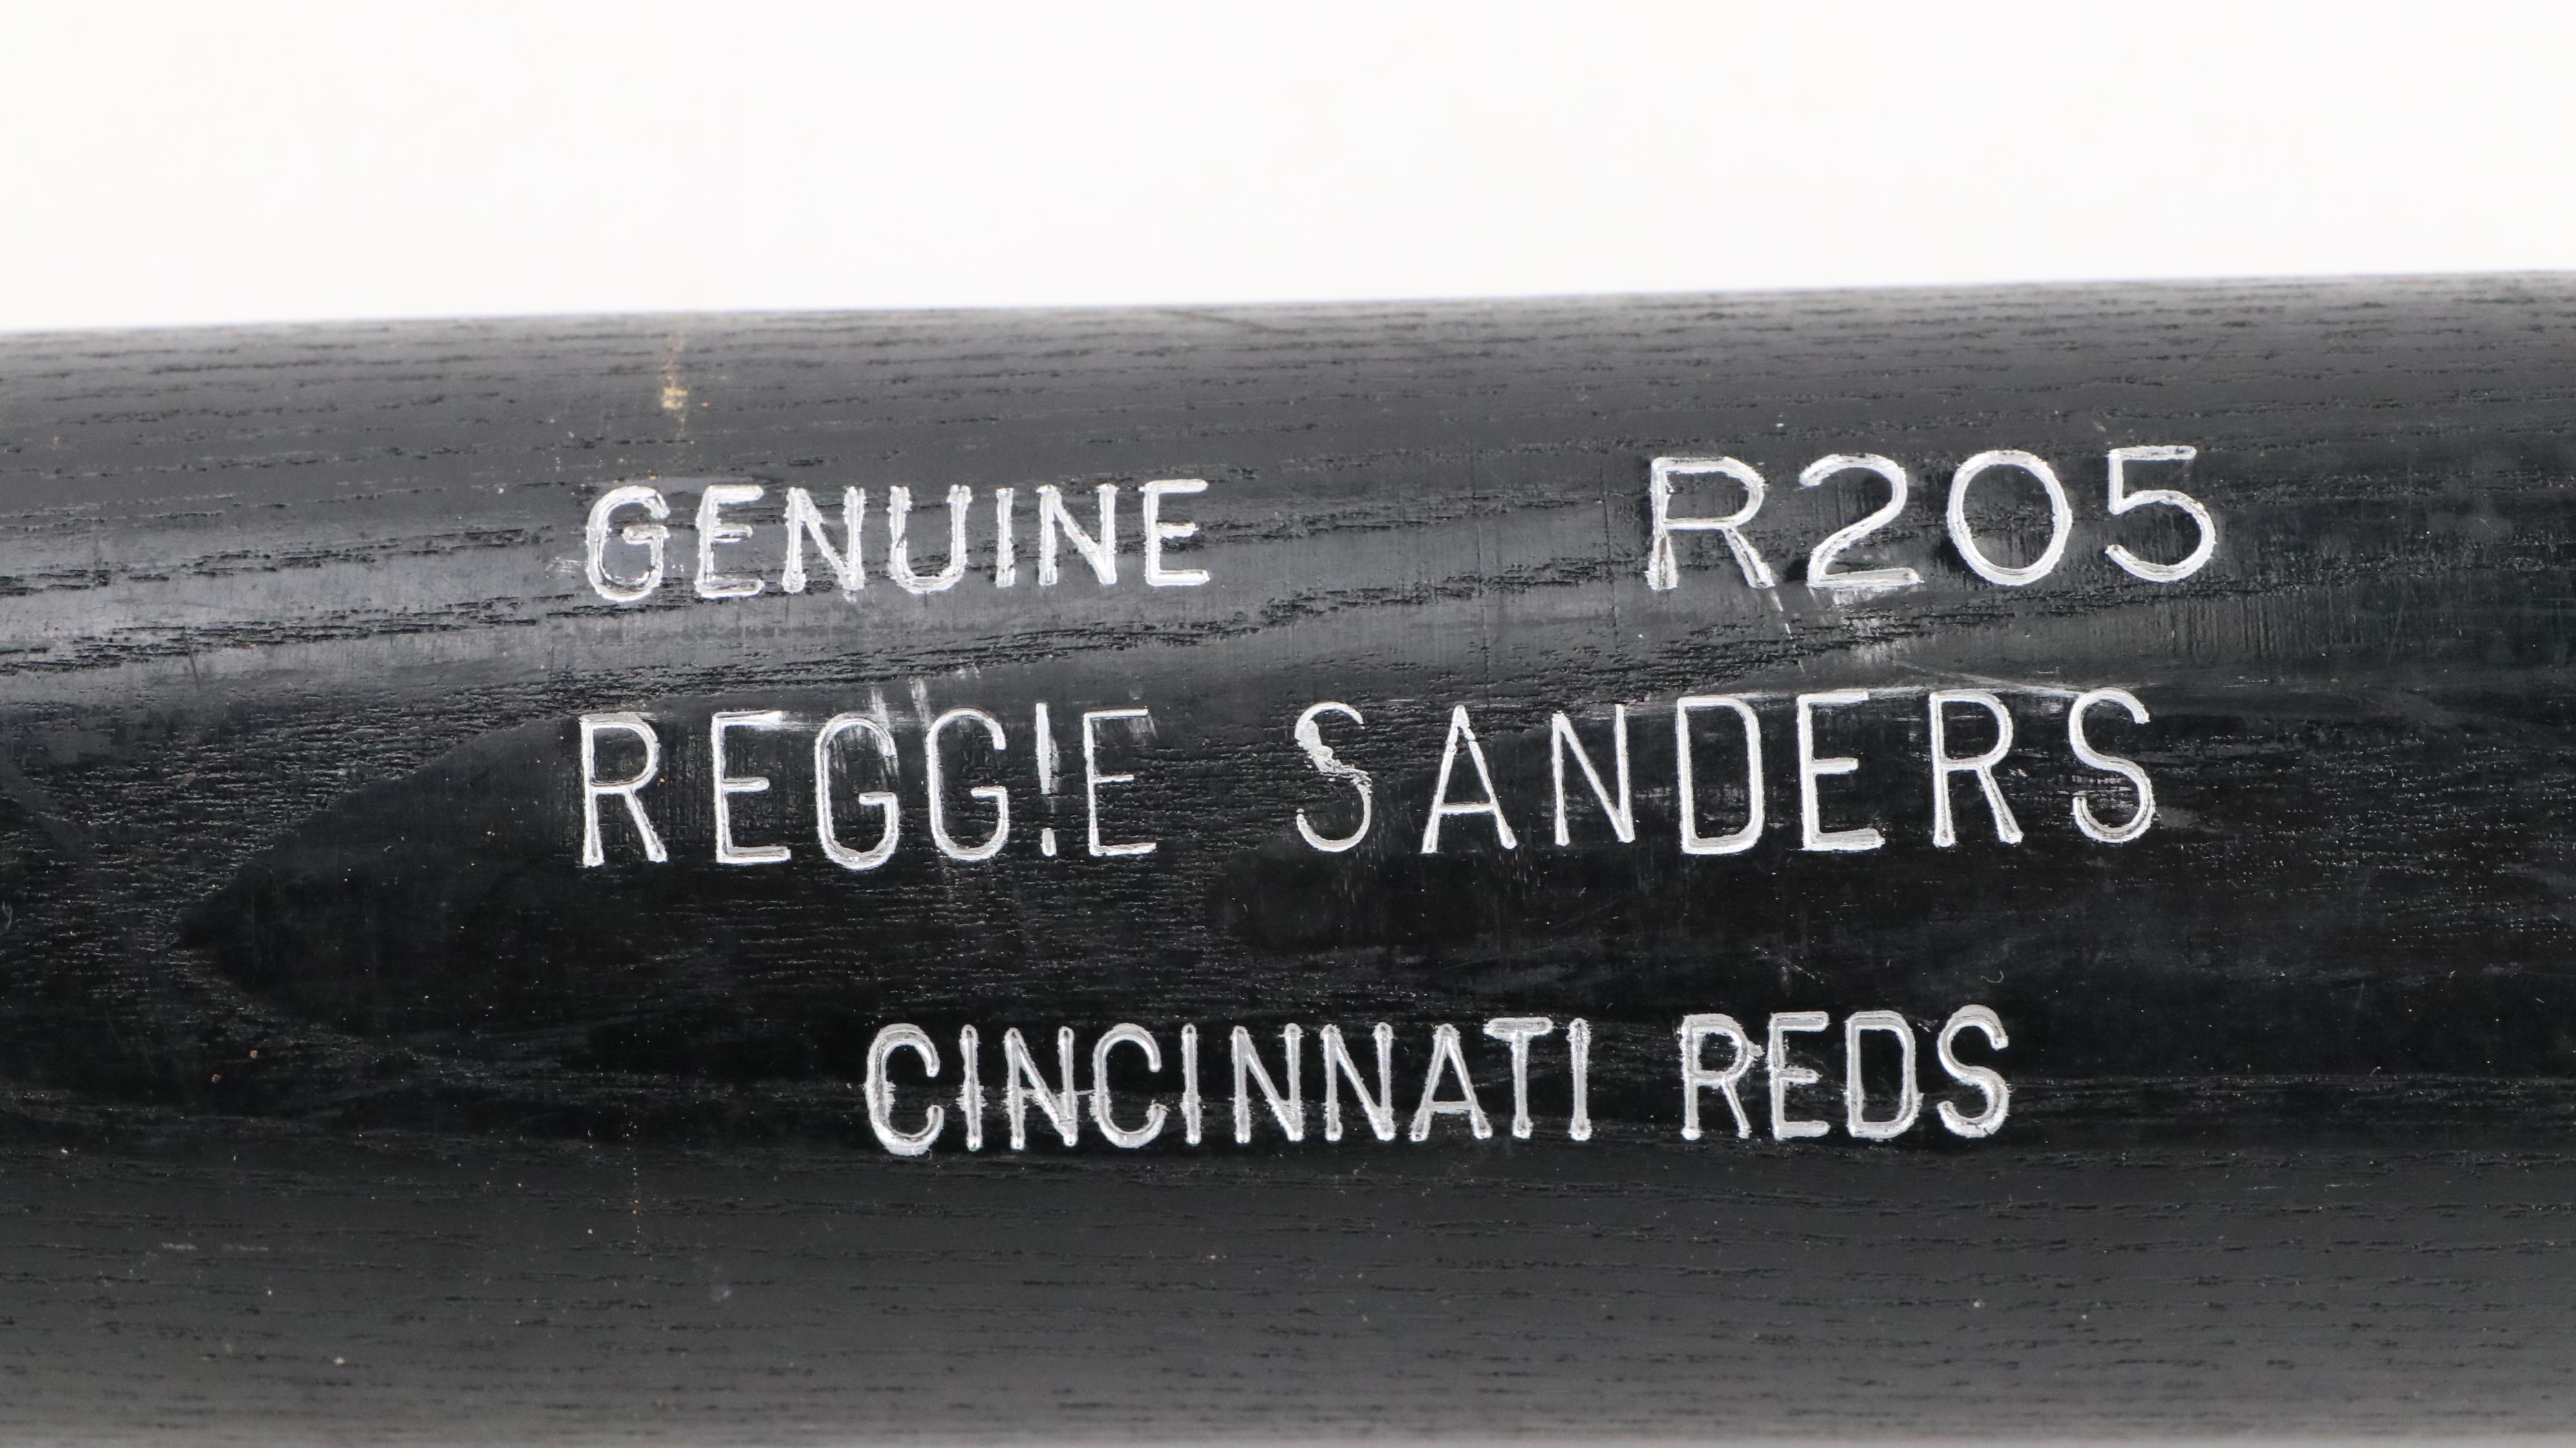 GENUINE R205
REGGIE SANDERS
CINCINNATI REDS